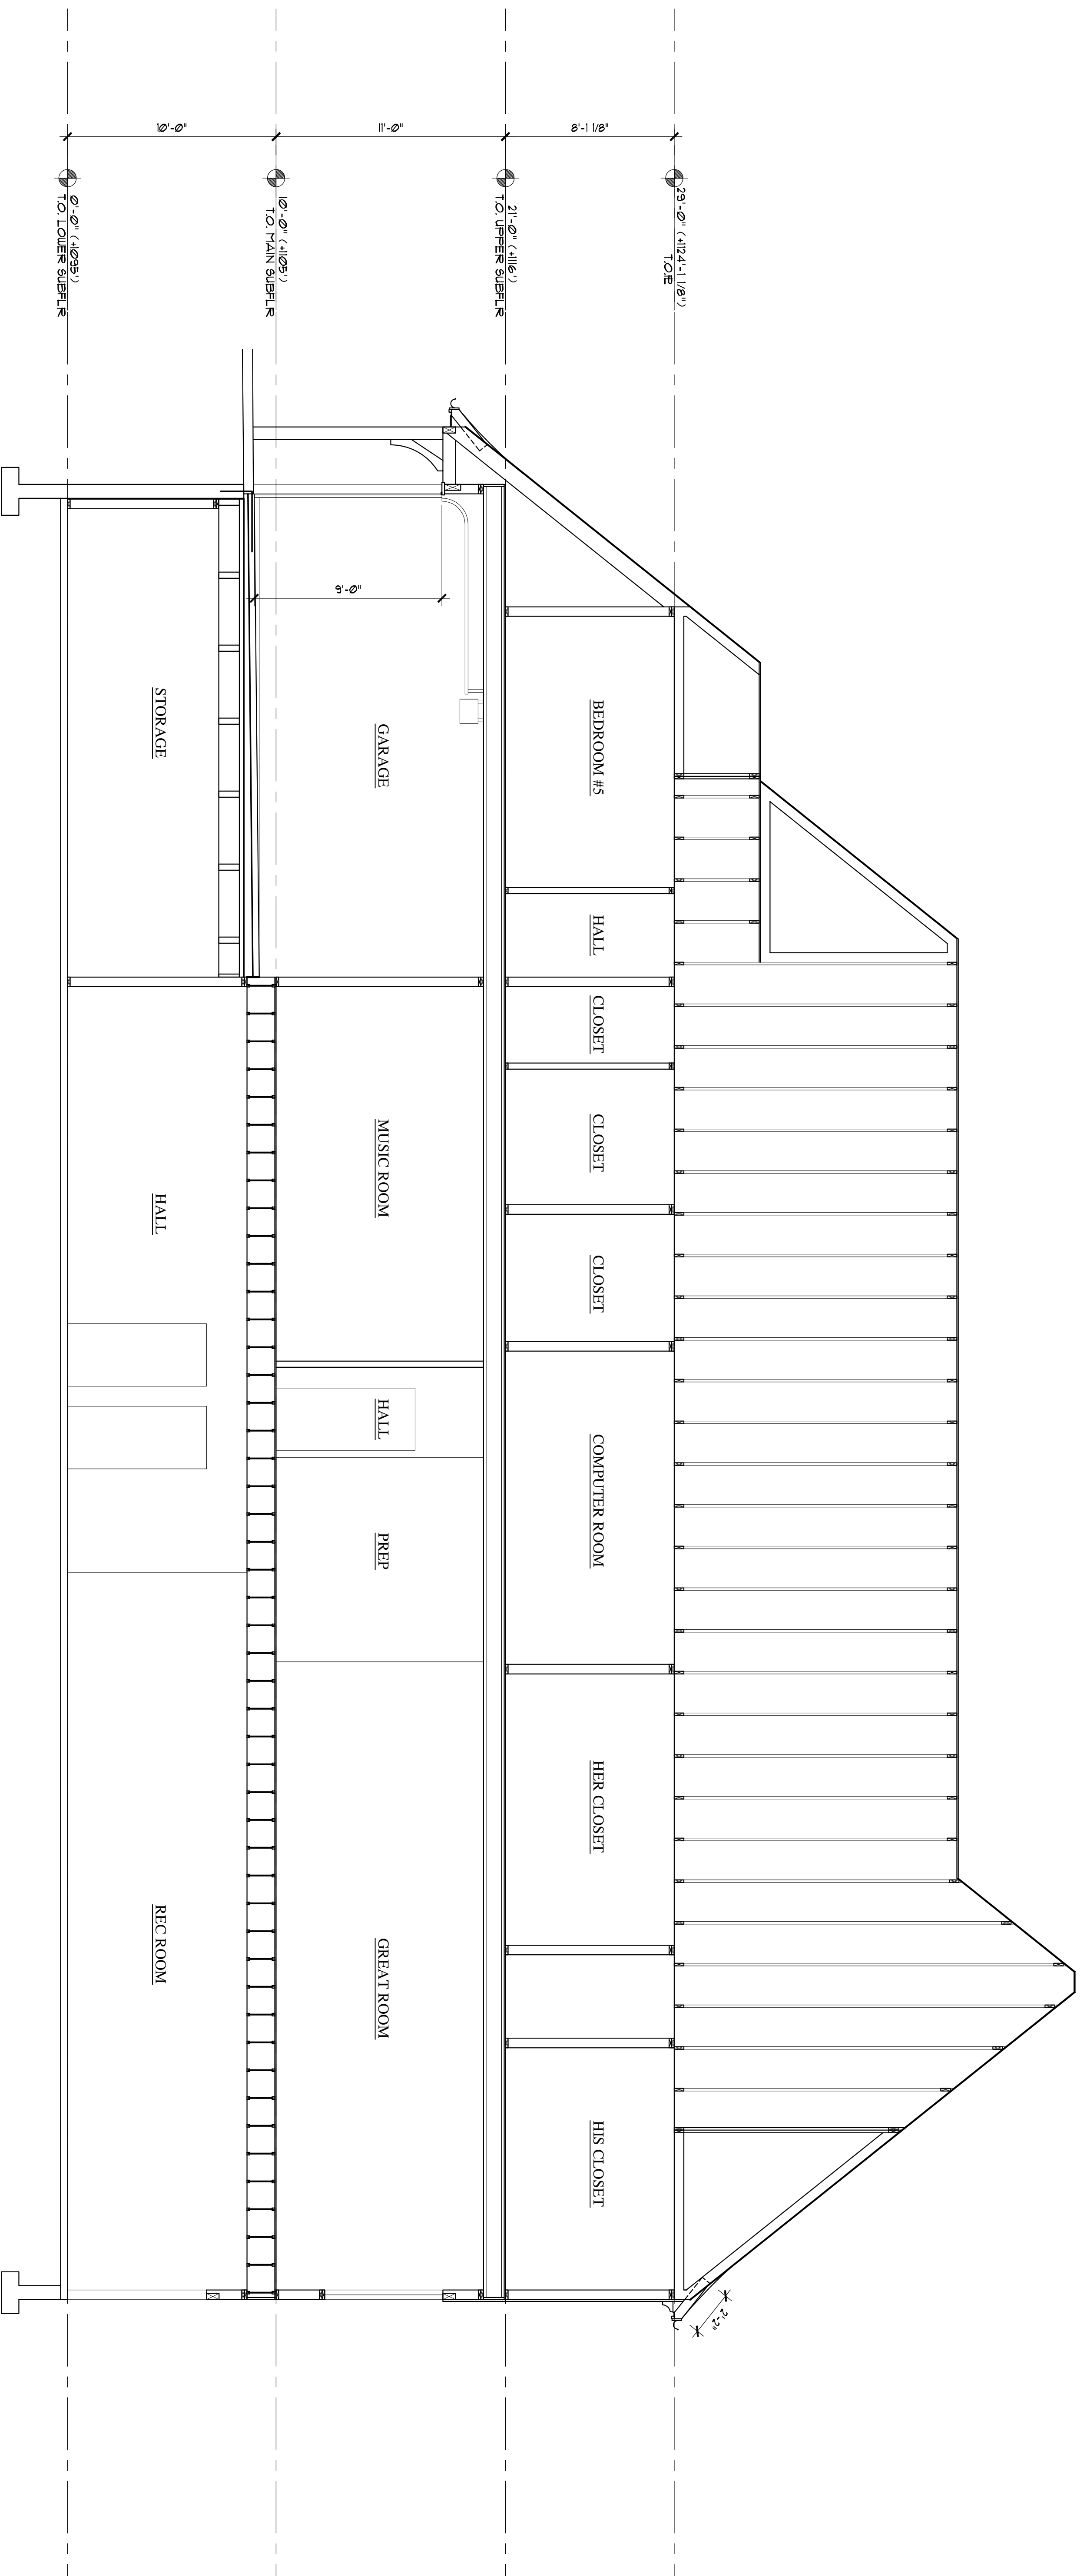 29'-0" (+1124'-1 1/8")
T.O.P.
8'-1 1/8"
21'-0" (+1116')
T.O. UPPER SUBFLR
11'-0"
10'-0" (+1105')
T.O. MAIN SUBFLR
10'-0"
0'-0" (+1095')
T.O. LOWER SUBFLR
2'-2"
BEDROOM #5
HALL
CLOSET
CLOSET
CLOSET
COMPUTER ROOM
HER CLOSET
HIS CLOSET
9'-0"
GARAGE
MUSIC ROOM
HALL
PREP
GREAT ROOM
STORAGE
HALL
REC ROOM